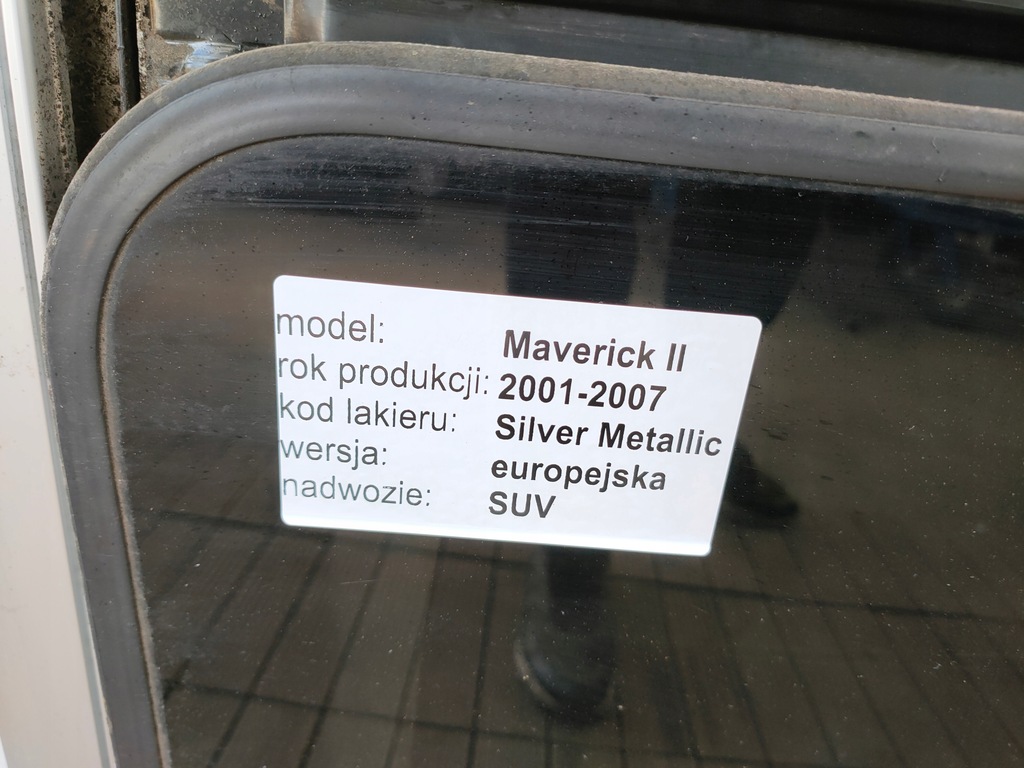 model: Maverick II
rok produkcji: 2001-2007
kod lakieru: Silver Metallic
wersja: europejska
nadwozie: SUV